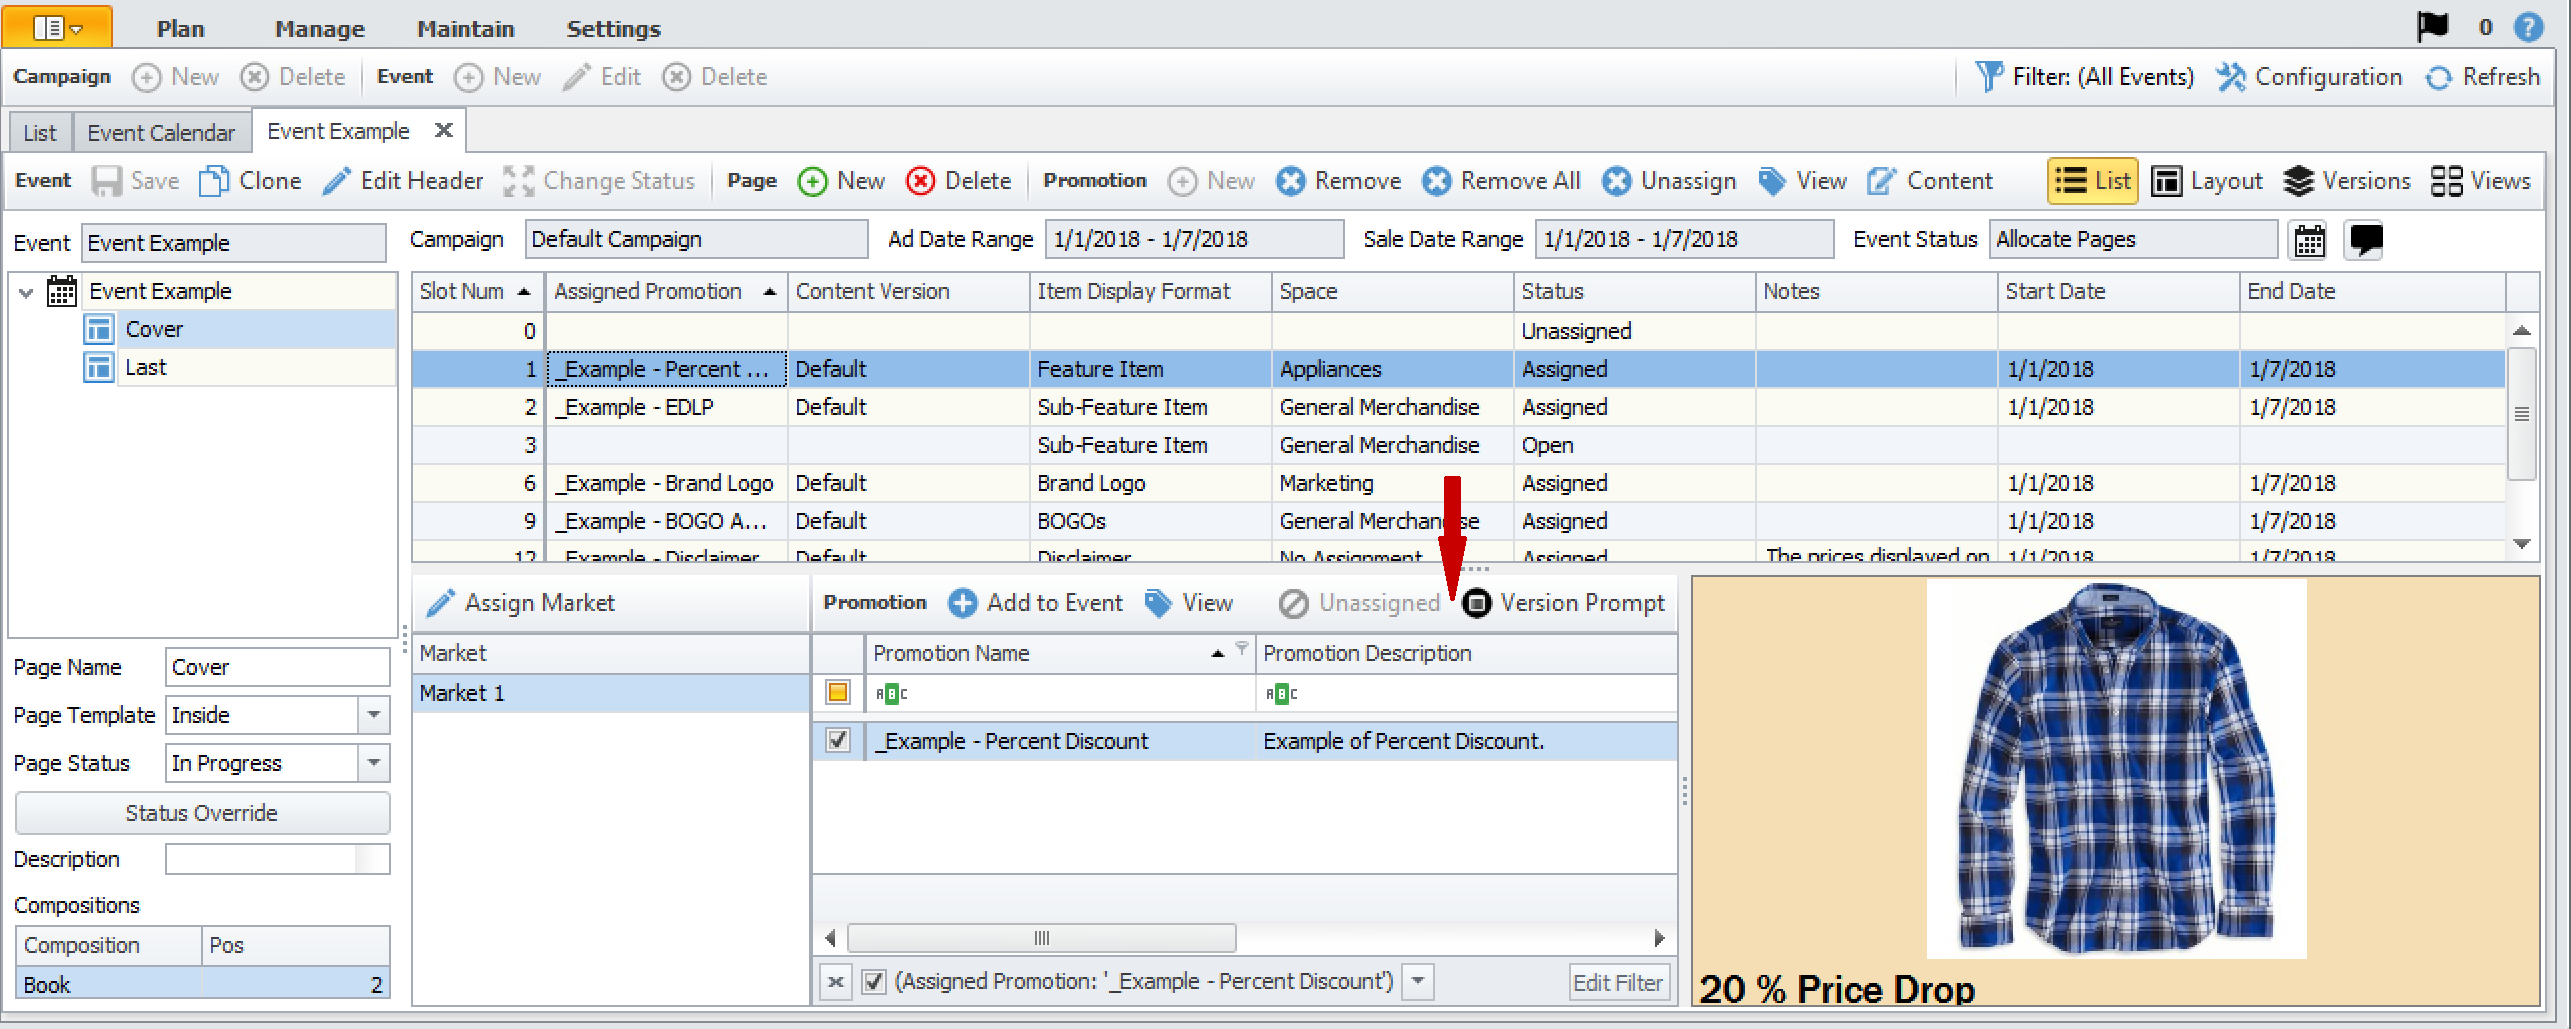 Plan Manage Maintain Settings 0 ?
Campaign New Delete Event New Edit Delete Filter: (All Events) Configuration Refresh
List Event Calendar Event Example
Event Save Clone Edit Header Change Status Page New Delete Promotion New Remove Remove All Unassign View Content List Layout Versions Views
Event Event Example Campaign Default Campaign Ad Date Range 1/1/2018 - 1/7/2018 Sale Date Range 1/1/2018 - 1/7/2018 Event Status Allocate Pages
Event Example
Cover
Last
Slot Num Assigned Promotion Content Version Item Display Format Space Status Notes Start Date End Date
0 Unassigned
1 _Example - Percent ... Default Feature Item Appliances Assigned 1/1/2018 1/7/2018
2 _Example - EDLP Default Sub-Feature Item General Merchandise Assigned 1/1/2018 1/7/2018
3 Sub-Feature Item General Merchandise Open
6 _Example - Brand Logo Default Brand Logo Marketing Assigned 1/1/2018 1/7/2018
9 _Example - BOGO A... Default BOGOs General Merchandise Assigned 1/1/2018 1/7/2018
12 _Example - Disclaimer Default Disclaimer No Assignment Assigned The prices displayed on 1/1/2018 1/7/2018
Page Name Cover
Page Template Inside
Page Status In Progress
Status Override
Description
Compositions
Composition Pos
Book 2
Assign Market
Market
Market 1
Promotion Add to Event View Unassigned Version Prompt
Promotion Name Promotion Description
ABC ABC
_Example - Percent Discount Example of Percent Discount.
(Assigned Promotion: '_Example - Percent Discount') Edit Filter
20 % Price Drop